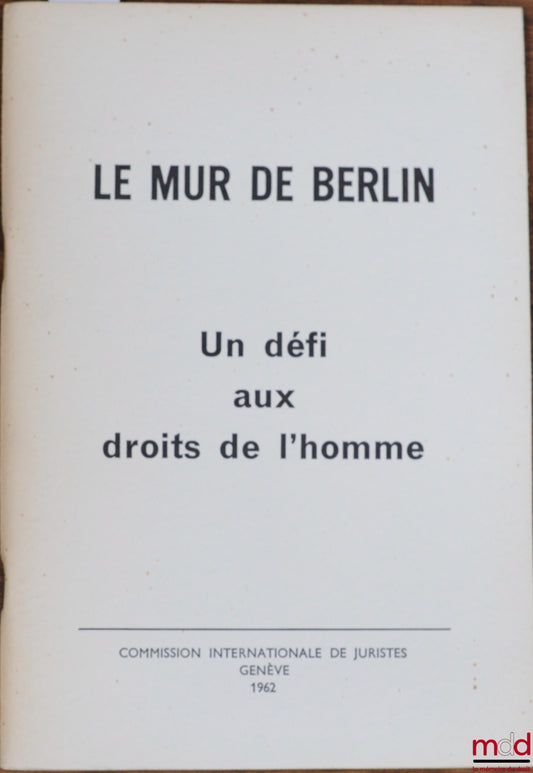 LE MUR DE BERLIN
Un défi
aux
droits de l'homme
COMMISSION INTERNATIONALE DE JURISTES
GENÈVE
1962
mdd